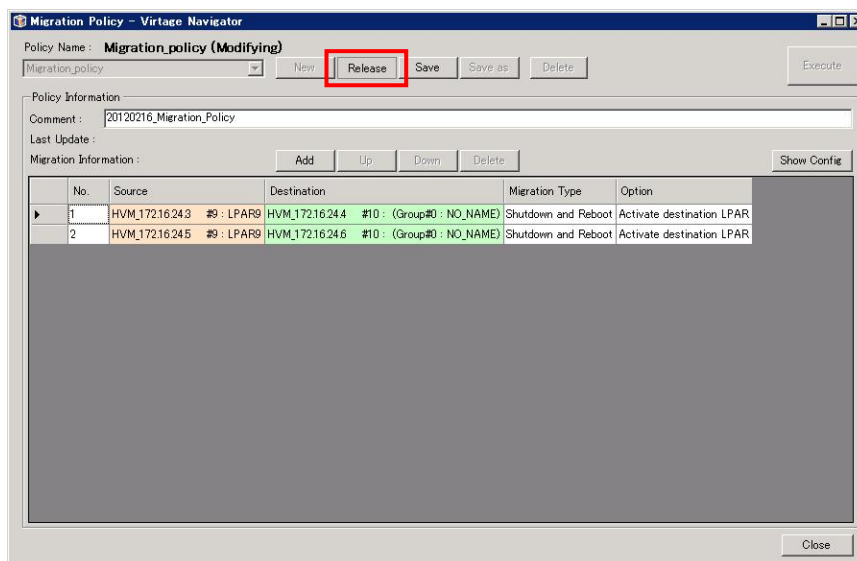 Migration Policy - Virtage Navigator
Policy Name : Migration_policy (Modifying)
Migration_policy New Release Save Save as Delete Execute
Policy Information
Comment : 20120216_Migration_Policy
Last Update :
Migration Information : Add Up Down Delete Show Config
No. Source Destination Migration Type Option
1 HVM_172.16.24.3 #9 : LPAR9 HVM_172.16.24.4 #10 : (Group#0 : NO_NAME) Shutdown and Reboot Activate destination LPAR
2 HVM_172.16.24.5 #9 : LPAR9 HVM_172.16.24.6 #10 : (Group#0 : NO_NAME) Shutdown and Reboot Activate destination LPAR
Close